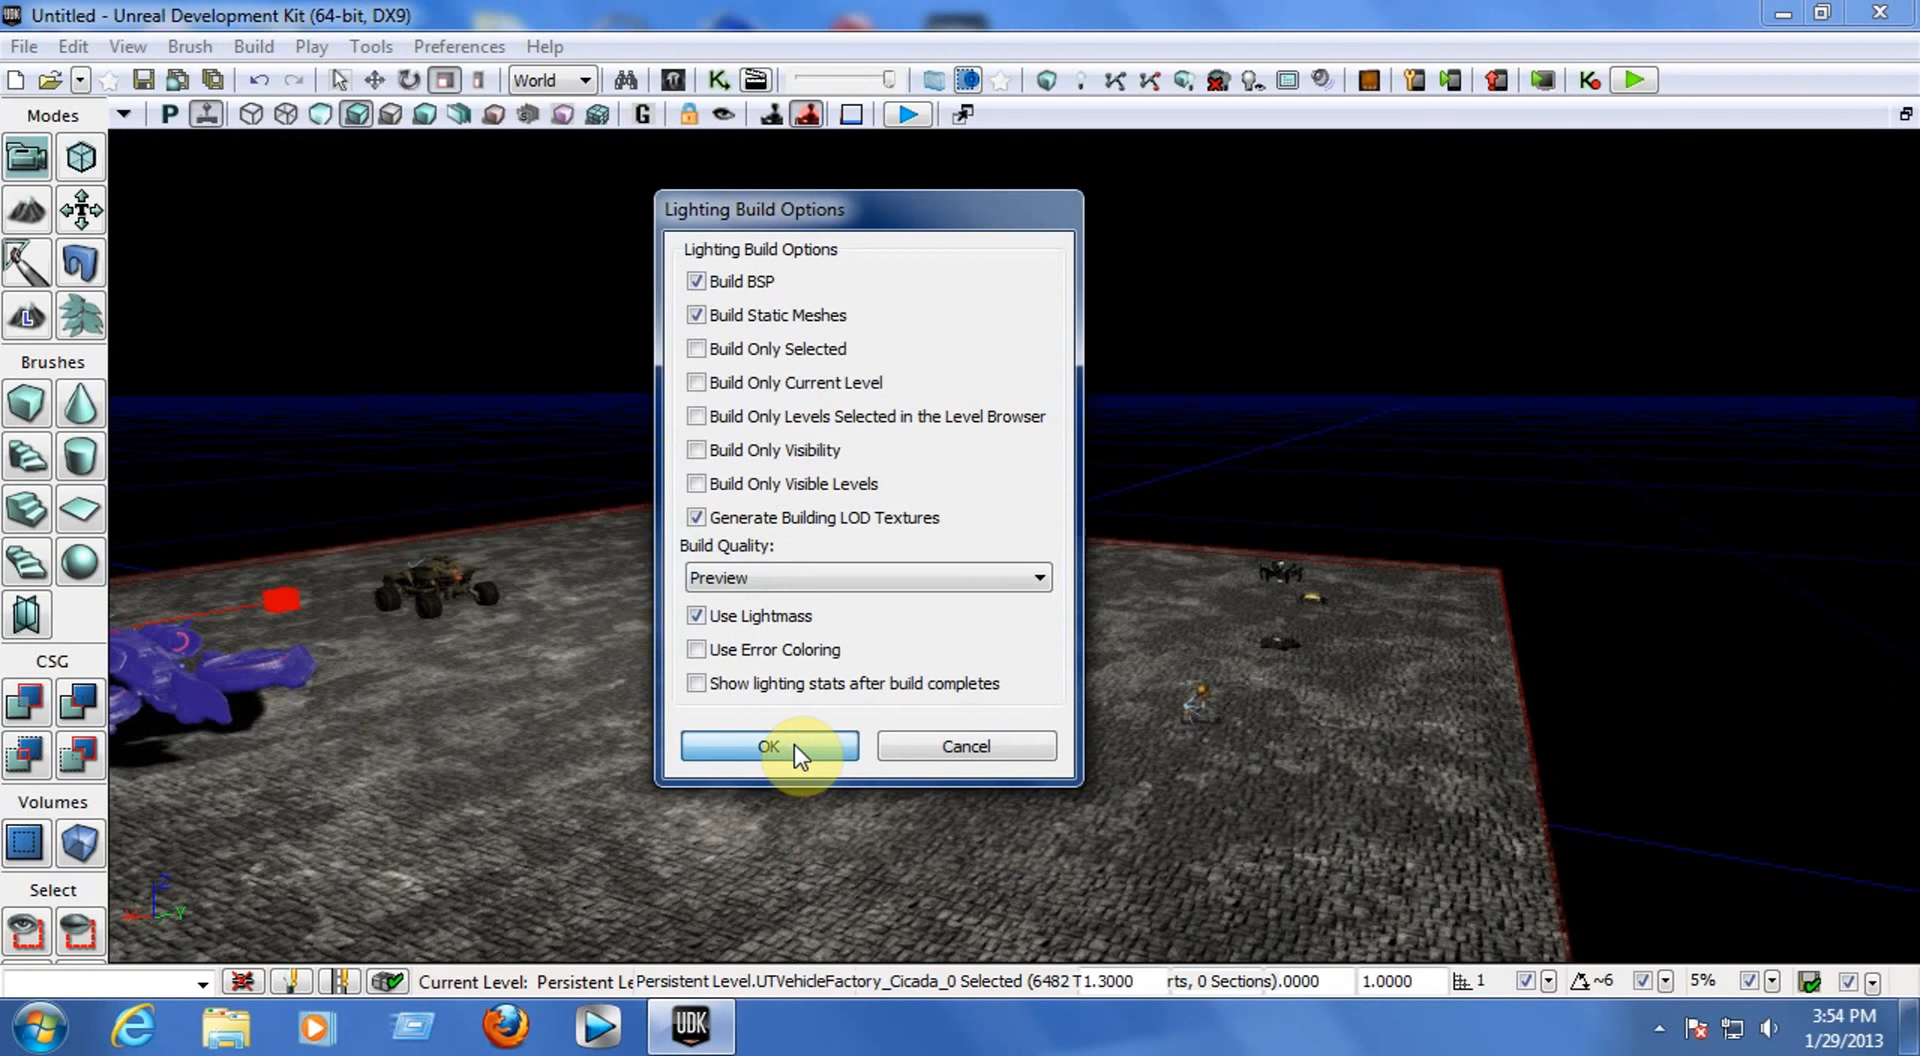 Untitled - Unreal Development Kit (64-bit, DX9)
File Edit View Brush Build Play Tools Preferences Help
World
Modes
P G
Lighting Build Options
Lighting Build Options
Build BSP
Build Static Meshes
Build Only Selected
Build Only Current Level
Build Only Levels Selected in the Level Browser
Build Only Visibility
Build Only Visible Levels
Generate Building LOD Textures
Build Quality:
Preview
Use Lightmass
Use Error Coloring
Show lighting stats after build completes
OK Cancel
Brushes
CSG
Volumes
Select
Current Level: Persistent Le Persistent Level.UTVehicleFactory_Cicada_0 Selected (6482 T 1.3000 rts, 0 Sections) .0000 1.0000 1 ~6 5%
UDK
3:54 PM
1/29/2013